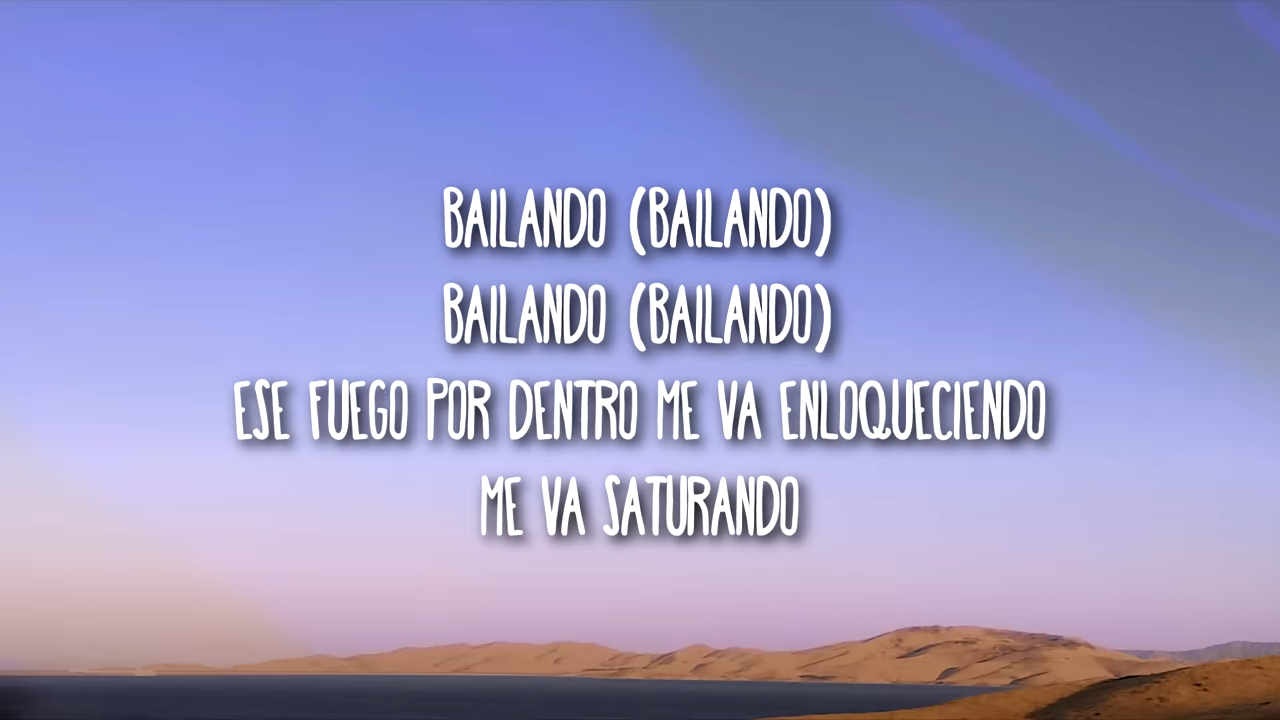 BAILANDO (BAILANDO)
BAILANDO (BAILANDO)
ESE FUEGO POR DENTRO ME VA ENLOQUECIENDO
ME VA SATURANDO